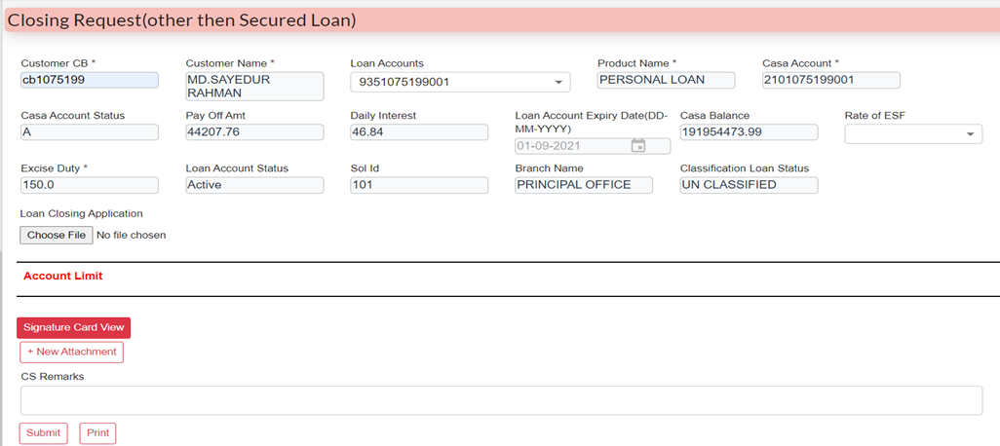 Closing Request(other then Secured Loan)
Customer CB *
cb1075199
Customer Name *
MD.SAYEDUR
RAHMAN
Loan Accounts
9351075199001
Product Name *
PERSONAL LOAN
Casa Account *
2101075199001
Casa Account Status
A
Pay Off Amt
44207.76
Daily Interest
46.84
Loan Account Expiry Date(DD-
MM-YYYY)
01-09-2021
Casa Balance
191954473.99
Rate of ESF
Excise Duty *
150.0
Loan Account Status
Active
Sol Id
101
Branch Name
PRINCIPAL OFFICE
Classification Loan Status
UN CLASSIFIED
Loan Closing Application
Choose File No file chosen
Account Limit
Signature Card View
+ New Attachment
CS Remarks
Submit
Print